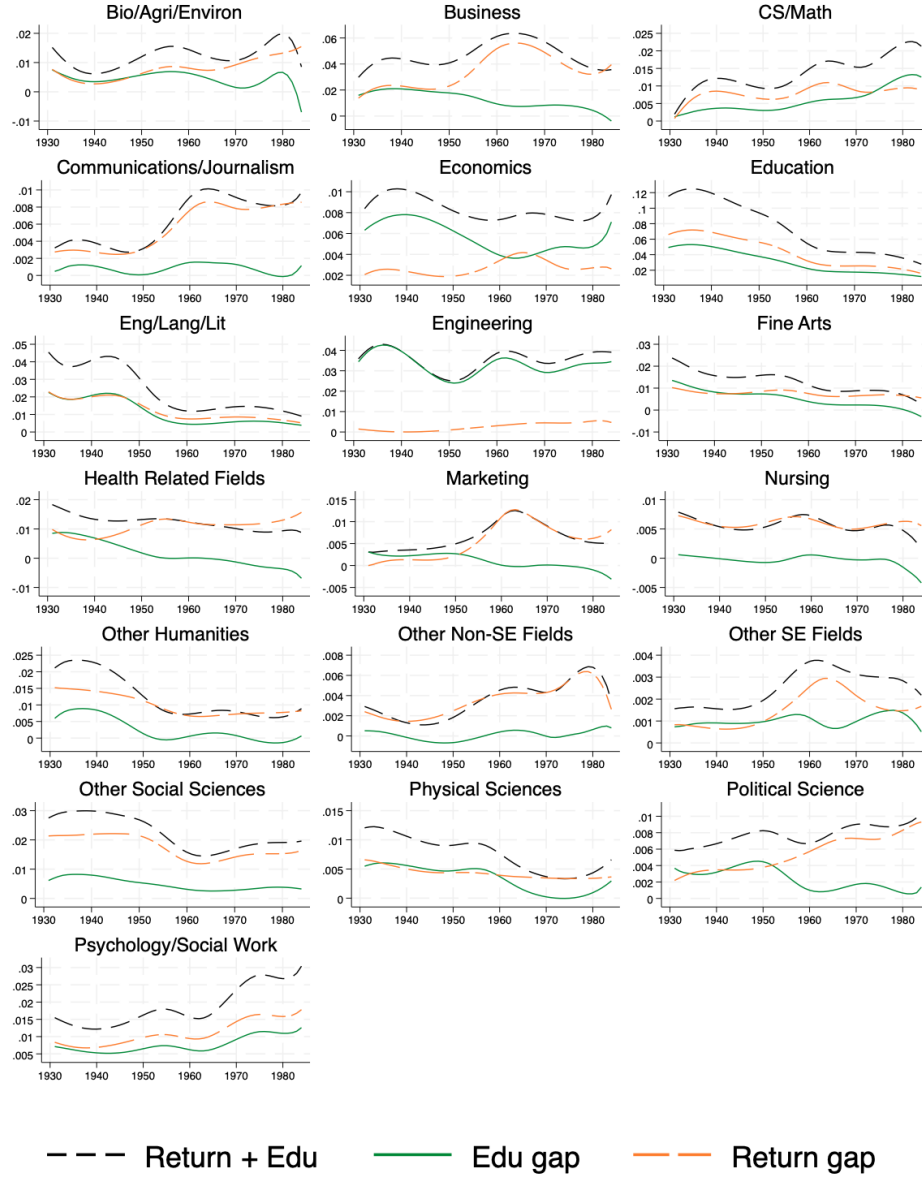 Bio/Agri/Environ
Business
CS/Math
.02
.01
0
-.01
1930 1940 1950 1960 1970 1980
.06
.04
.02
0
1930 1940 1950 1960 1970 1980
.025
.02
.015
.01
.005
0
1930 1940 1950 1960 1970 1980
Communications/Journalism
Economics
Education
.01
.008
.006
.004
.002
0
1930 1940 1950 1960 1970 1980
.01
.008
.006
.004
.002
1930 1940 1950 1960 1970 1980
.12
.1
.08
.06
.04
.02
1930 1940 1950 1960 1970 1980
Eng/Lang/Lit
Engineering
Fine Arts
.05
.04
.03
.02
.01
0
1930 1940 1950 1960 1970 1980
.04
.03
.02
.01
0
1930 1940 1950 1960 1970 1980
.03
.02
.01
0
-.01
1930 1940 1950 1960 1970 1980
Health Related Fields
Marketing
Nursing
.02
.01
0
-.01
1930 1940 1950 1960 1970 1980
.015
.01
.005
0
-.005
1930 1940 1950 1960 1970 1980
.01
.005
0
-.005
1930 1940 1950 1960 1970 1980
Other Humanities
Other Non-SE Fields
Other SE Fields
.025
.02
.015
.01
.005
0
1930 1940 1950 1960 1970 1980
.008
.006
.004
.002
0
1930 1940 1950 1960 1970 1980
.004
.003
.002
.001
0
1930 1940 1950 1960 1970 1980
Other Social Sciences
Physical Sciences
Political Science
.03
.02
.01
0
1930 1940 1950 1960 1970 1980
.015
.01
.005
0
1930 1940 1950 1960 1970 1980
.01
.008
.006
.004
.002
0
1930 1940 1950 1960 1970 1980
Psychology/Social Work
.03
.025
.02
.015
.01
.005
1930 1940 1950 1960 1970 1980
Return + Edu
Edu gap
Return gap